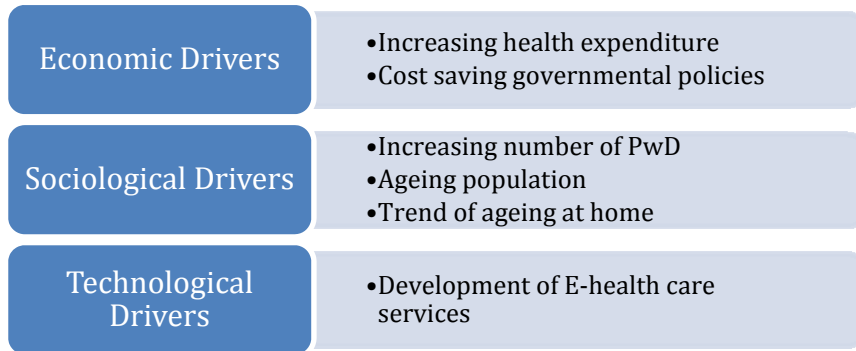 Economic Drivers
•Increasing health expenditure
•Cost saving governmental policies
Sociological Drivers
•Increasing number of PwD
•Ageing population
•Trend of ageing at home
Technological
Drivers
•Development of E-health care
services